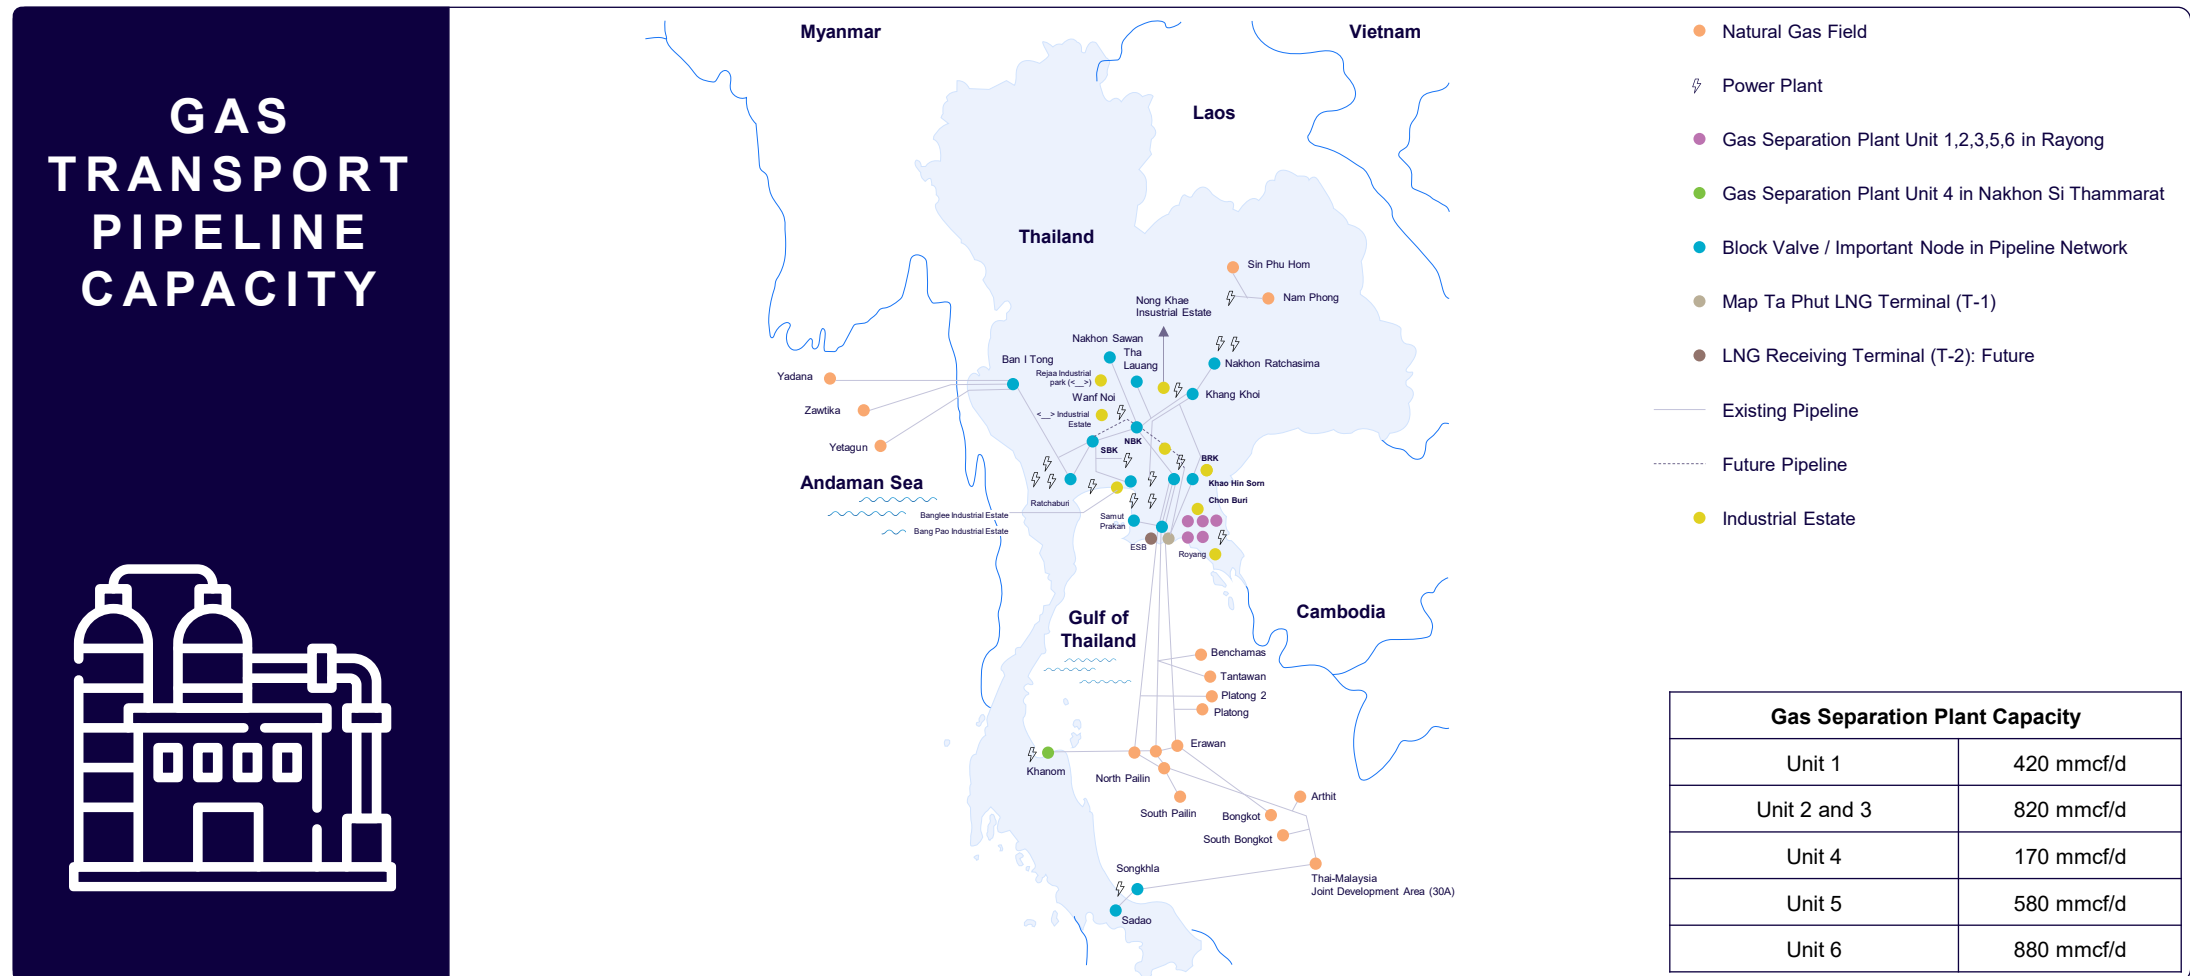 GAS
TRANSPORT
PIPELINE
CAPACITY
Myanmar
Vietnam
Laos
Thailand
Sin Phu Hom
Nam Phong
Nong Khae
Insustrial Estate
Nakhon Sawan
Tha
Lauang
Ban I Tong
Nakhon Ratchasima
Rejaa Industrial
park (<__>)
Yadana
Khang Khoi
Wanf Noi
Zawtika
<__> Industrial
Estate
NBK
Yetagun
SBK
BRK
Andaman Sea
Khao Hin Sorn
Ratchaburi
Chon Buri
Banglee Industrial Estate
Samut
Prakan
Bang Pao Industrial Estate
ESB
Royang
Gulf of
Thailand
Cambodia
Benchamas
Tantawan
Platong 2
Platong
Erawan
Khanom
North Pailin
Arthit
South Pailin
Bongkot
South Bongkot
Songkhla
Thai-Malaysia
Joint Development Area (30A)
Sadao
Natural Gas Field
Power Plant
Gas Separation Plant Unit 1,2,3,5,6 in Rayong
Gas Separation Plant Unit 4 in Nakhon Si Thammarat
Block Valve / Important Node in Pipeline Network
Map Ta Phut LNG Terminal (T-1)
LNG Receiving Terminal (T-2): Future
Existing Pipeline
Future Pipeline
Industrial Estate
Gas Separation Plant Capacity
Unit 1 420 mmcf/d
Unit 2 and 3 820 mmcf/d
Unit 4 170 mmcf/d
Unit 5 580 mmcf/d
Unit 6 880 mmcf/d